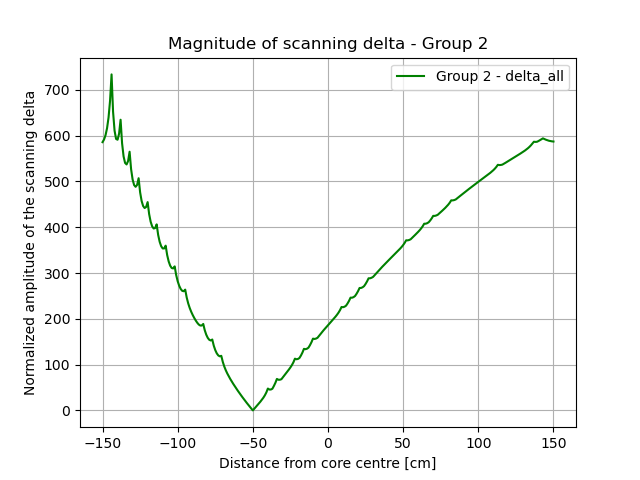 Magnitude of scanning delta - Group 2
Group 2 - delta_all
Normalized amplitude of the scanning delta
700
600
500
400
300
200
100
0
−150 −100 −50 0 50 100 150
Distance from core centre [cm]